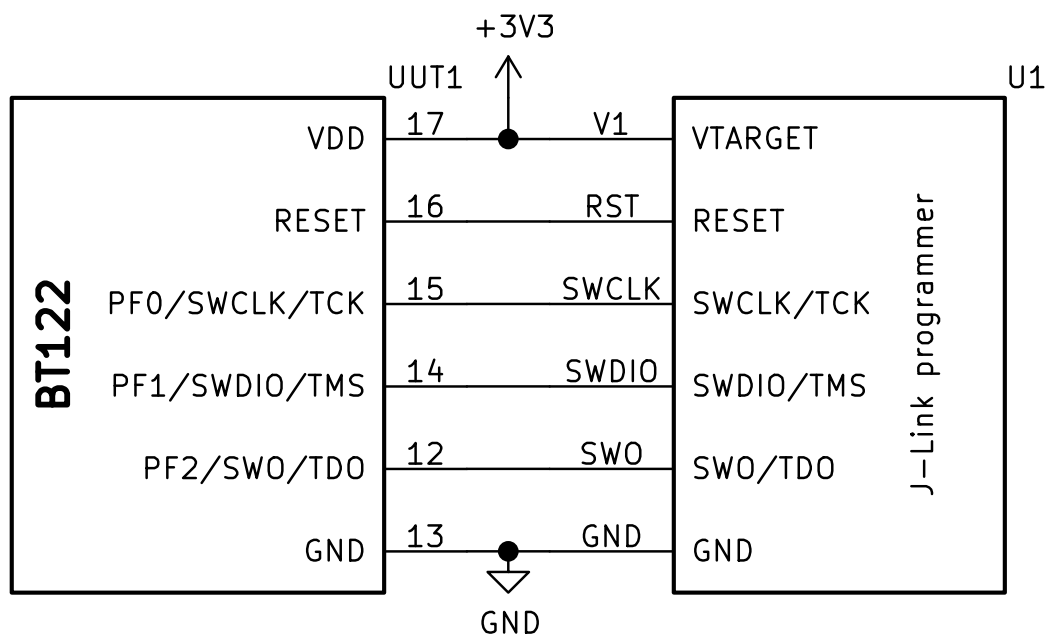 +3V3
UUT1
U1
VDD 17 V1 VTARGET
RESET 16 RST RESET
PF0/SWCLK/TCK 15 SWCLK SWCLK/TCK
PF1/SWDIO/TMS 14 SWDIO SWDIO/TMS
PF2/SWO/TDO 12 SWO SWO/TDO
GND 13 GND GND
GND
BT122
J-Link programmer